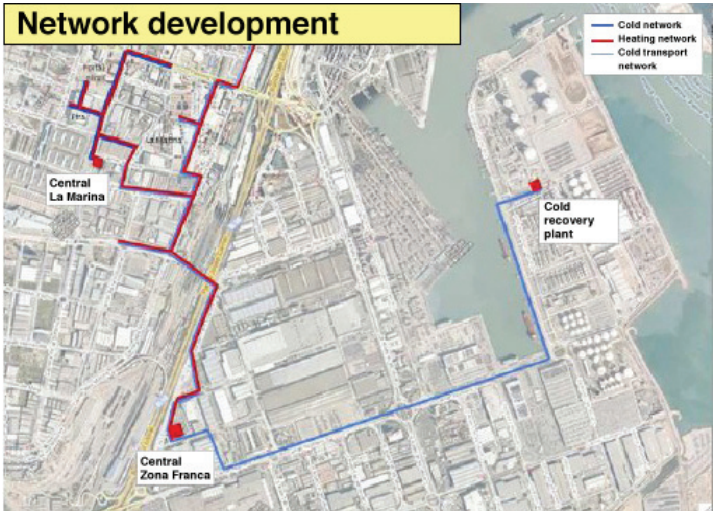 Network development
Cold network
Heating network
Cold transport
network
Central
La Marina
Cold
recovery
plant
Central
Zona Franca